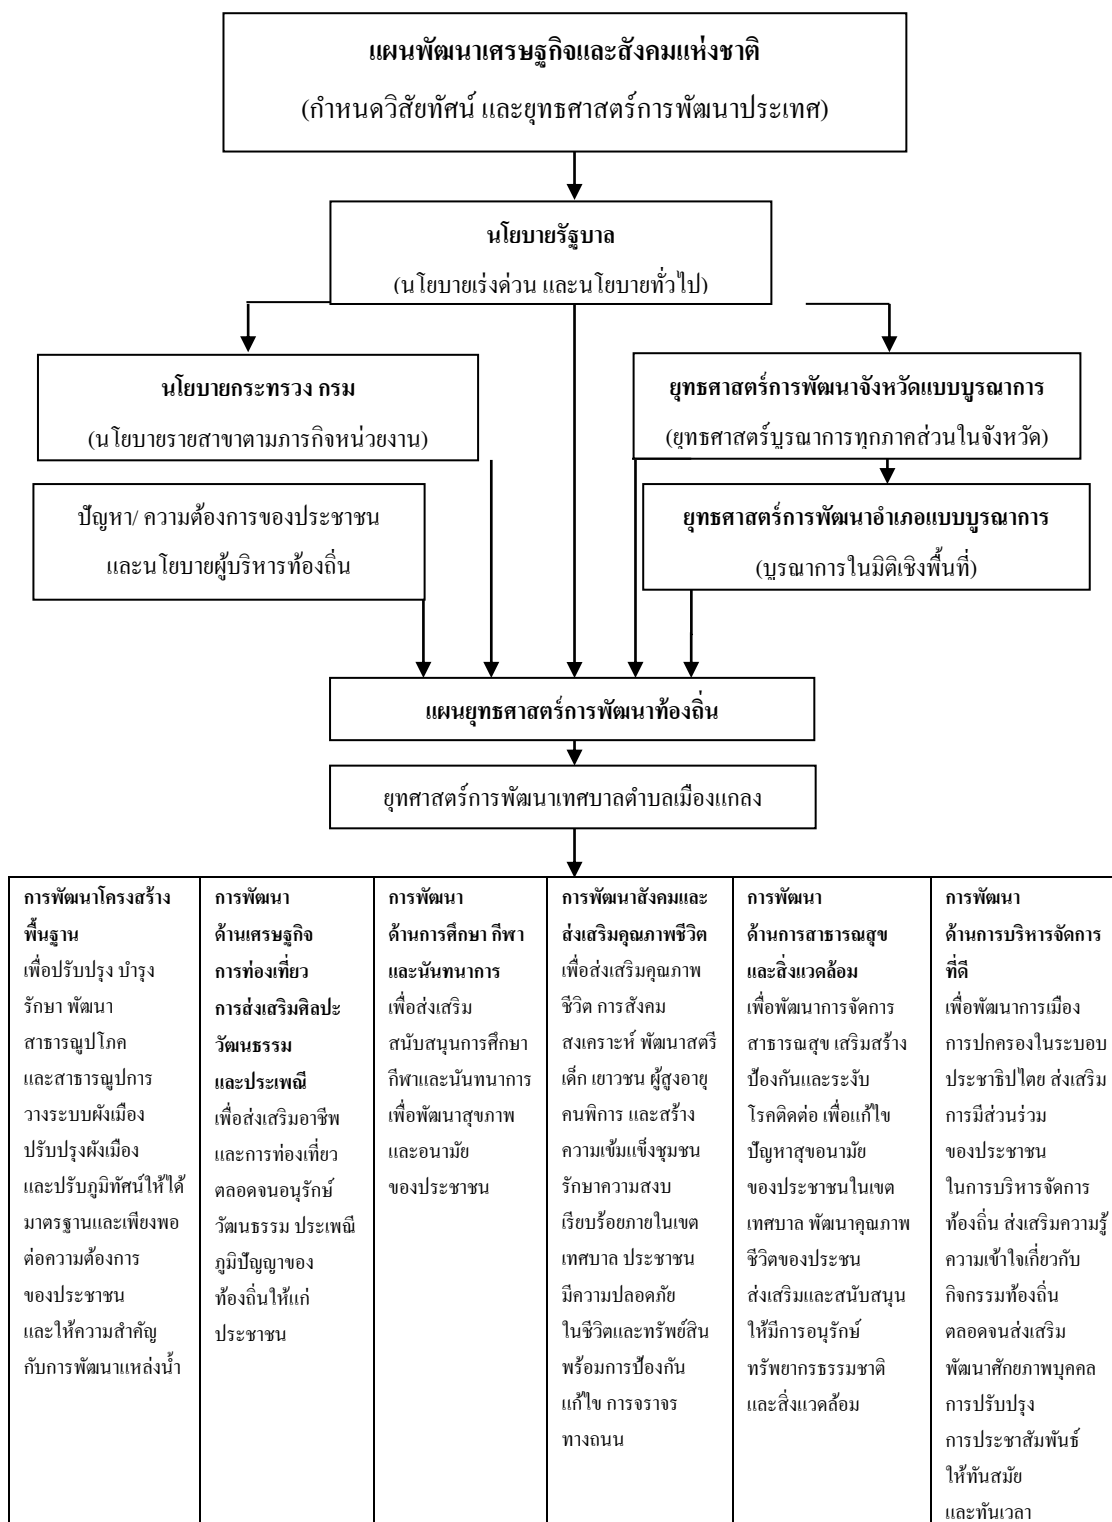 แผนพัฒนาเศรษฐกิจและสังคมแห่งชาติ
(กำหนดวิสัยทัศน์ และยุทธศาสตร์การพัฒนาประเทศ)
นโยบายรัฐบาล
(นโยบายเร่งด่วน และนโยบายทั่วไป)
นโยบายกระทรวง กรม
(นโยบายรายสาขาตามภารกิจหน่วยงาน)
ยุทธศาสตร์การพัฒนาจังหวัดแบบบูรณาการ
(ยุทธศาสตร์บูรณาการทุกภาคส่วนในจังหวัด)
ปัญหา/ ความต้องการของประชาชน
และนโยบายผู้บริหารท้องถิ่น
ยุทธศาสตร์การพัฒนาอำเภอแบบบูรณาการ
(บูรณาการในมิติเชิงพื้นที่)
แผนยุทธศาสตร์การพัฒนาท้องถิ่น
ยุทศาสตร์การพัฒนาเทศบาลตำบลเมืองแกลง
การพัฒนาโครงสร้าง
พื้นฐาน
เพื่อปรับปรุง บำรุง
รักษา พัฒนา
สาธารณูปโภค
และสาธารณูปการ
วางระบบผังเมือง
ปรับปรุงผังเมือง
และปรับภูมิทัศน์ให้ได้
มาตรฐานและเพียงพอ
ต่อความต้องการ
ของประชาชน
และให้ความสำคัญ
กับการพัฒนาแหล่งน้ำ
การพัฒนา
ด้านเศรษฐกิจ
การท่องเที่ยว
การส่งเสริมศิลปะ
วัฒนธรรม
และประเพณี
เพื่อส่งเสริมอาชีพ
และการท่องเที่ยว
ตลอดจนอนุรักษ์
วัฒนธรรม ประเพณี
ภูมิปัญญาของ
ท้องถิ่นให้แก่
ประชาชน
การพัฒนา
ด้านการศึกษา กีฬา
และนันทนาการ
เพื่อส่งเสริม
สนับสนุนการศึกษา
กีฬาและนันทนาการ
เพื่อพัฒนาสุขภาพ
และอนามัย
ของประชาชน
การพัฒนาสังคมและ
ส่งเสริมคุณภาพชีวิต
เพื่อส่งเสริมคุณภาพ
ชีวิต การสังคม
สงเคราะห์ พัฒนาสตรี
เด็ก เยาวชน ผู้สูงอายุ
คนพิการ และสร้าง
ความเข้มแข็งชุมชน
รักษาความสงบ
เรียบร้อยภายในเขต
เทศบาล ประชาชน
มีความปลอดภัย
ในชีวิตและทรัพย์สิน
พร้อมการป้องกัน
แก้ไข การจราจร
ทางถนน
การพัฒนา
ด้านการสาธารณสุข
และสิ่งแวดล้อม
เพื่อพัฒนาการจัดการ
สาธารณสุข เสริมสร้าง
ป้องกันและระงับ
โรคติดต่อ เพื่อแก้ไข
ปัญหาสุขอนามัย
ของประชาชนในเขต
เทศบาล พัฒนาคุณภาพ
ชีวิตของประชน
ส่งเสริมและสนับสนุน
ให้มีการอนุรักษ์
ทรัพยากรธรรมชาติ
และสิ่งแวดล้อม
การพัฒนา
ด้านการบริหารจัดการ
ที่ดี
เพื่อพัฒนาการเมือง
การปกครองในระบอบ
ประชาธิปไตย ส่งเสริม
การมีส่วนร่วม
ของประชาชน
ในการบริหารจัดการ
ท้องถิ่น ส่งเสริมความรู้
ความเข้าใจเกี่ยวกับ
กิจกรรมท้องถิ่น
ตลอดจนส่งเสริม
พัฒนาศักยภาพบุคคล
การปรับปรุง
การประชาสัมพันธ์
ให้ทันสมัย
และทันเวลา